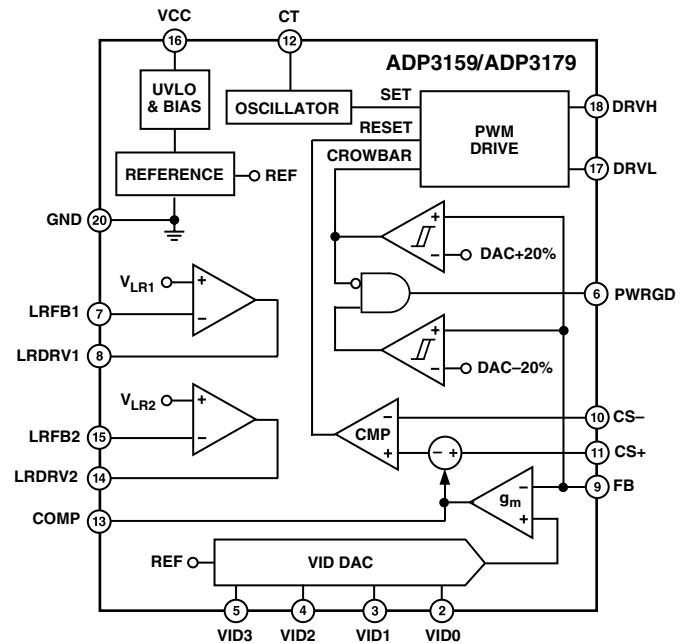 VCC
CT
16
12
ADP3159/ADP3179
UVLO
& BIAS
OSCILLATOR
SET
RESET
CROWBAR
PWM
DRIVE
18
DRVH
17
DRVL
REFERENCE
REF
GND
20
+
−
DAC+20%
VLR1
+
−
LRFB1
7
LRDRV1
8
6
PWRGD
+
−
DAC−20%
VLR2
+
−
LRFB2
15
LRDRV2
14
CMP
−
+
− +
10
CS−
11
CS+
9
FB
gm
−
+
COMP
13
REF
VID DAC
5
4
3
2
VID3
VID2
VID1
VID0